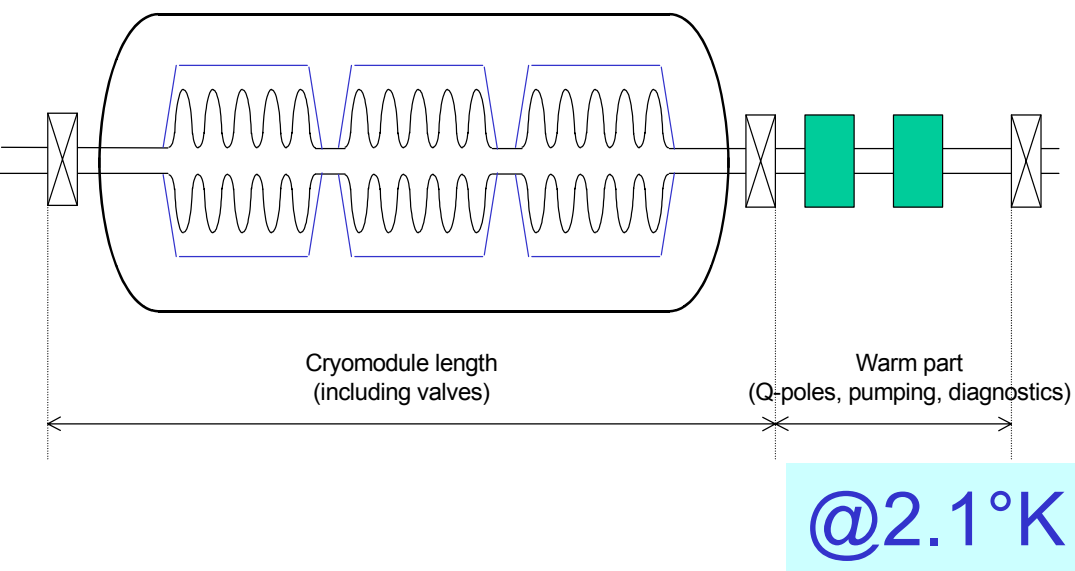 Cryomodule length
(including valves)
Warm part
(Q-poles, pumping, diagnostics)
@2.1°K